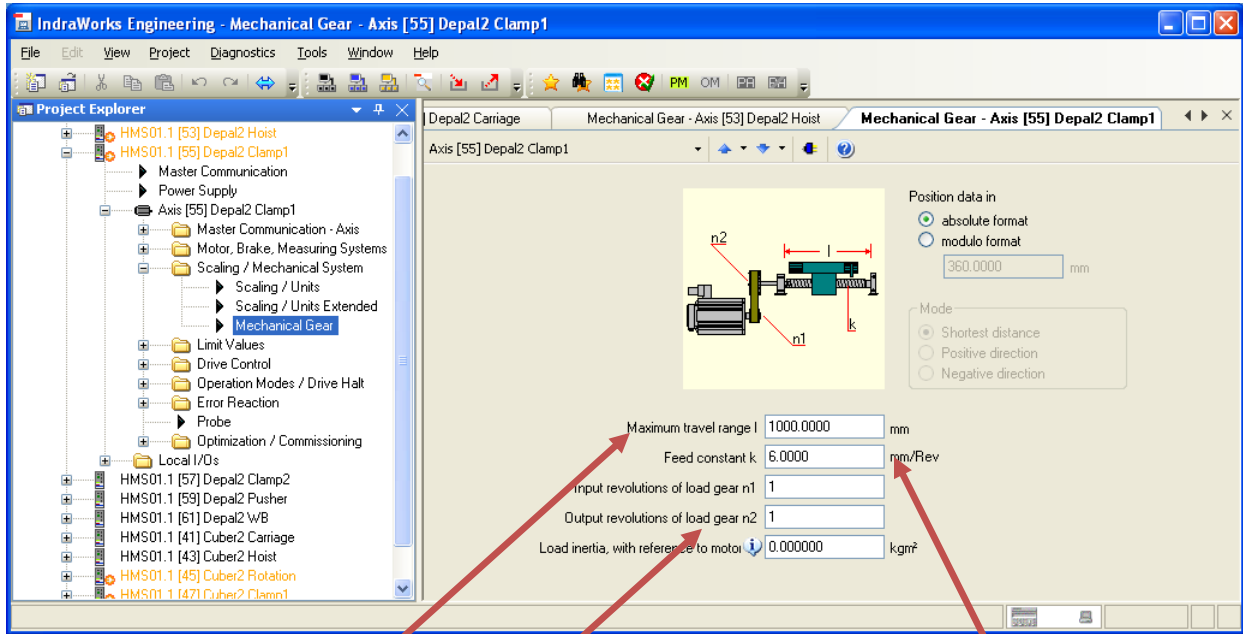 IndraWorks Engineering - Mechanical Gear - Axis [55] Depal2 Clamp1
File Edit View Project Diagnostics Tools Window Help
PM OM
Project Explorer
HMS01.1 [53] Depal2 Hoist
HMS01.1 [55] Depal2 Clamp1
Master Communication
Power Supply
Axis [55] Depal2 Clamp1
Master Communication - Axis
Motor, Brake, Measuring Systems
Scaling / Mechanical System
Scaling / Units
Scaling / Units Extended
Mechanical Gear
Limit Values
Drive Control
Operation Modes / Drive Halt
Error Reaction
Probe
Optimization / Commissioning
Local I/Os
HMS01.1 [57] Depal2 Clamp2
HMS01.1 [59] Depal2 Pusher
HMS01.1 [61] Depal2 WB
HMS01.1 [41] Cuber2 Carriage
HMS01.1 [43] Cuber2 Hoist
HMS01.1 [45] Cuber2 Rotation
HMS01.1 [47] Cuber2 Clamp1
] Depal2 Carriage Mechanical Gear - Axis [53] Depal2 Hoist Mechanical Gear - Axis [55] Depal2 Clamp1
Axis [55] Depal2 Clamp1
n2
l
k
n1
Position data in
absolute format
modulo format
360.0000 mm
Mode
Shortest distance
Positive direction
Negative direction
Maximum travel range l 1000.0000 mm
Feed constant k 6.0000 mm/Rev
Input revolutions of load gear n1 1
Output revolutions of load gear n2 1
Load inertia, with reference to motor 0.000000 kgm²